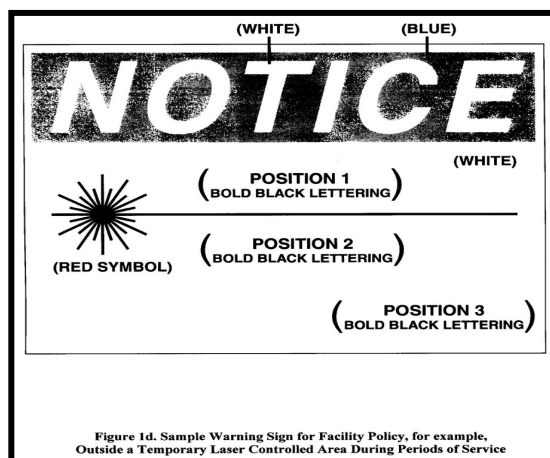 (WHITE) (BLUE)
NOTICE
(WHITE)
(POSITION 1
BOLD BLACK LETTERING)
(RED SYMBOL)
(POSITION 2
BOLD BLACK LETTERING)
(POSITION 3
BOLD BLACK LETTERING)
Figure 1d. Sample Warning Sign for Facility Policy, for example,
Outside a Temporary Laser Controlled Area During Periods of Service